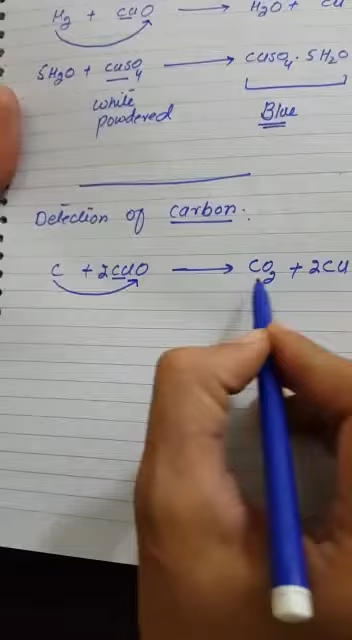 H₂ + CuO ⟶ H₂O + Cu
5H₂O + CuSO₄ ⟶ CuSO₄·5H₂O
white Blue
powdered
Detection of carbon:
C + 2CuO ⟶ CO₂ + 2Cu